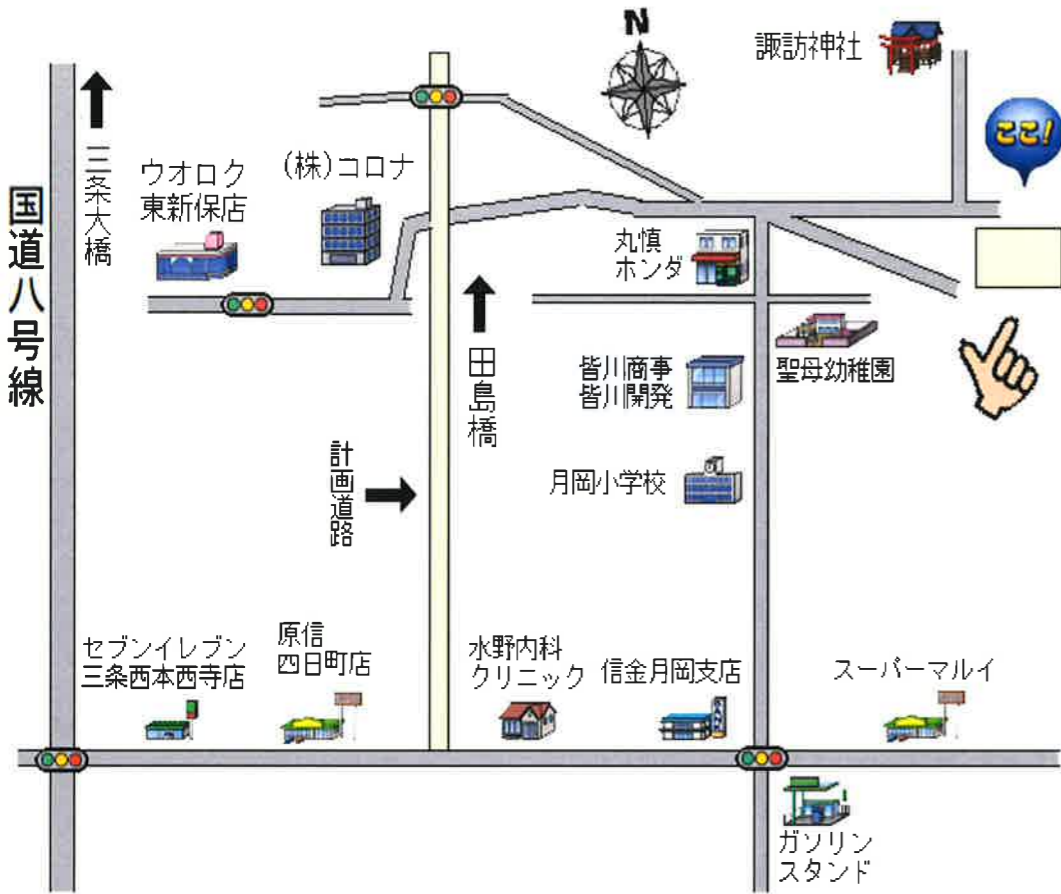 N
諏訪神社
ここ!
三条大橋
ウオロク
東新保店
(株)コロナ
国道八号線
丸慎
ホンダ
田島橋
皆川商事
皆川開発
聖母幼稚園
計画道路
月岡小学校
セブンイレブン
三条西本西寺店
原信
四日町店
水野内科
クリニック
信金月岡支店
BANK
スーパーマルイ
ガソリン
スタンド